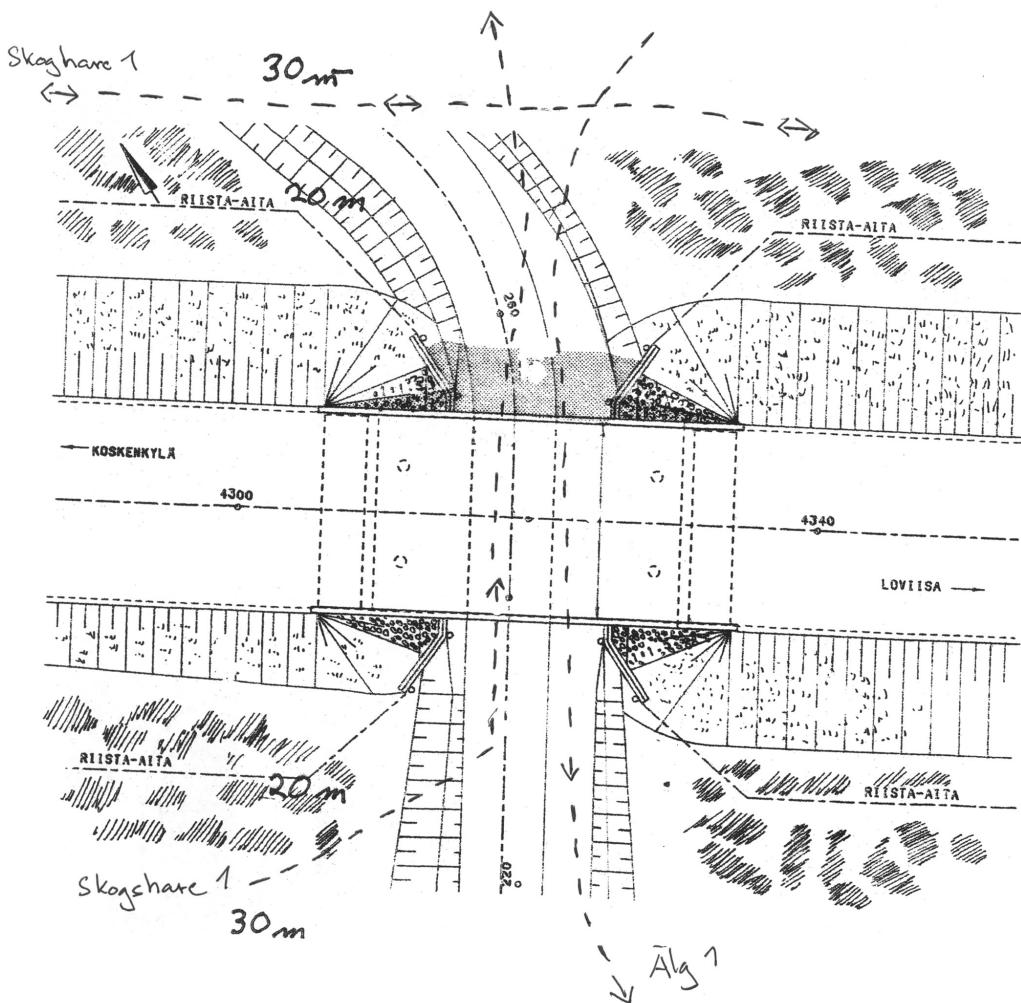 Skoghare 1
30 m
20 m
RIISTA-AITA
RIISTA-AITA
260
← KOSKENKYLÄ
4300
4340
LOVIISA →
RIISTA-AITA
20 m
RIISTA-AITA
220
Skogshare 1
30 m
Älg 1